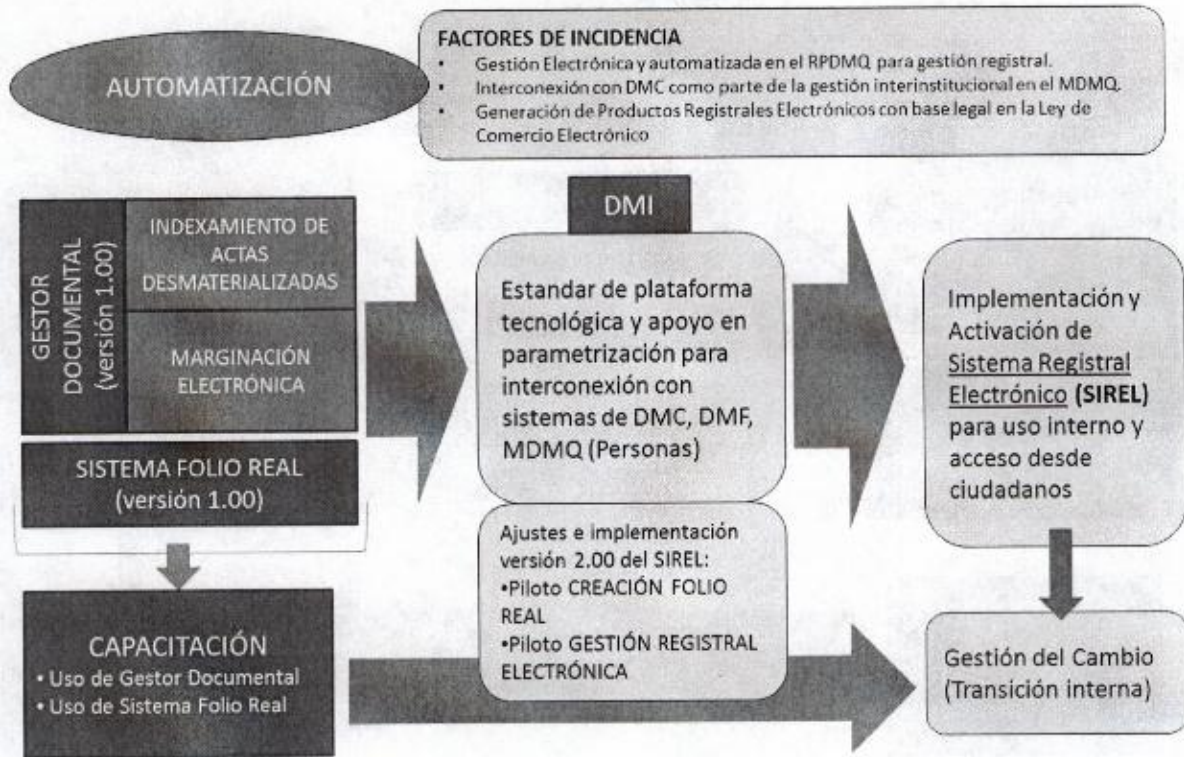 AUTOMATIZACIÓN
FACTORES DE INCIDENCIA
• Gestión Electrónica y automatizada en el RPDMQ para gestión registral.
• Interconexión con DMC como parte de la gestión interinstitucional en el MDMQ.
• Generación de Productos Registrales Electrónicos con base legal en la Ley de
Comercio Electrónico
GESTOR
DOCUMENTAL
(versión 1.00)
INDEXAMIENTO DE
ACTAS
DESMATERIALIZADAS
MARGINACIÓN
ELECTRÓNICA
SISTEMA FOLIO REAL
(versión 1.00)
CAPACITACIÓN
• Uso de Gestor Documental
• Uso de Sistema Folio Real
DMI
Estandar de plataforma
tecnológica y apoyo en
parametrización para
interconexión con
sistemas de DMC, DMF,
MDMQ (Personas)
Ajustes e implementación
versión 2.00 del SIREL:
•Piloto CREACIÓN FOLIO
REAL
•Piloto GESTIÓN REGISTRAL
ELECTRÓNICA
Implementación y
Activación de
Sistema Registral
Electrónico (SIREL)
para uso interno y
acceso desde
ciudadanos
Gestión del Cambio
(Transición interna)